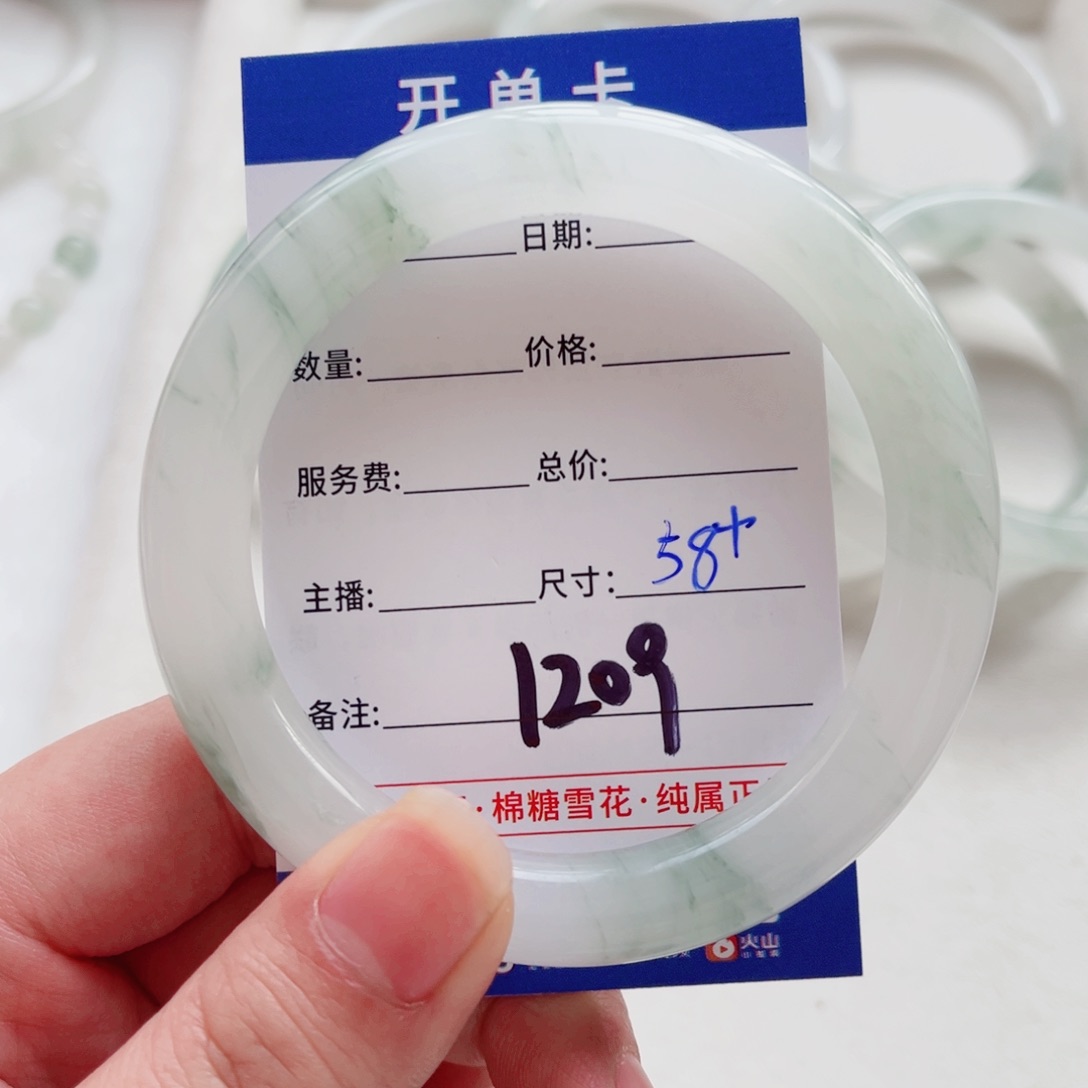 开单卡
日期:
数量: 价格:
服务费: 总价:
58+
主播: 尺寸:
1209
备注:
·棉糖雪花·纯属正
火山